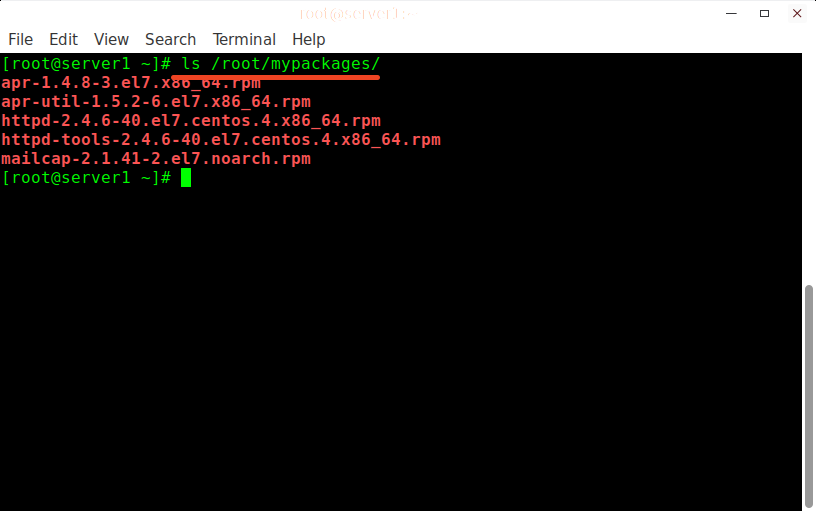 root@server1:~
File Edit View Search Terminal Help
[root@server1 ~]# ls /root/mypackages/
apr-1.4.8-3.el7.x86_64.rpm
apr-util-1.5.2-6.el7.x86_64.rpm
httpd-2.4.6-40.el7.centos.4.x86_64.rpm
httpd-tools-2.4.6-40.el7.centos.4.x86_64.rpm
mailcap-2.1.41-2.el7.noarch.rpm
[root@server1 ~]#